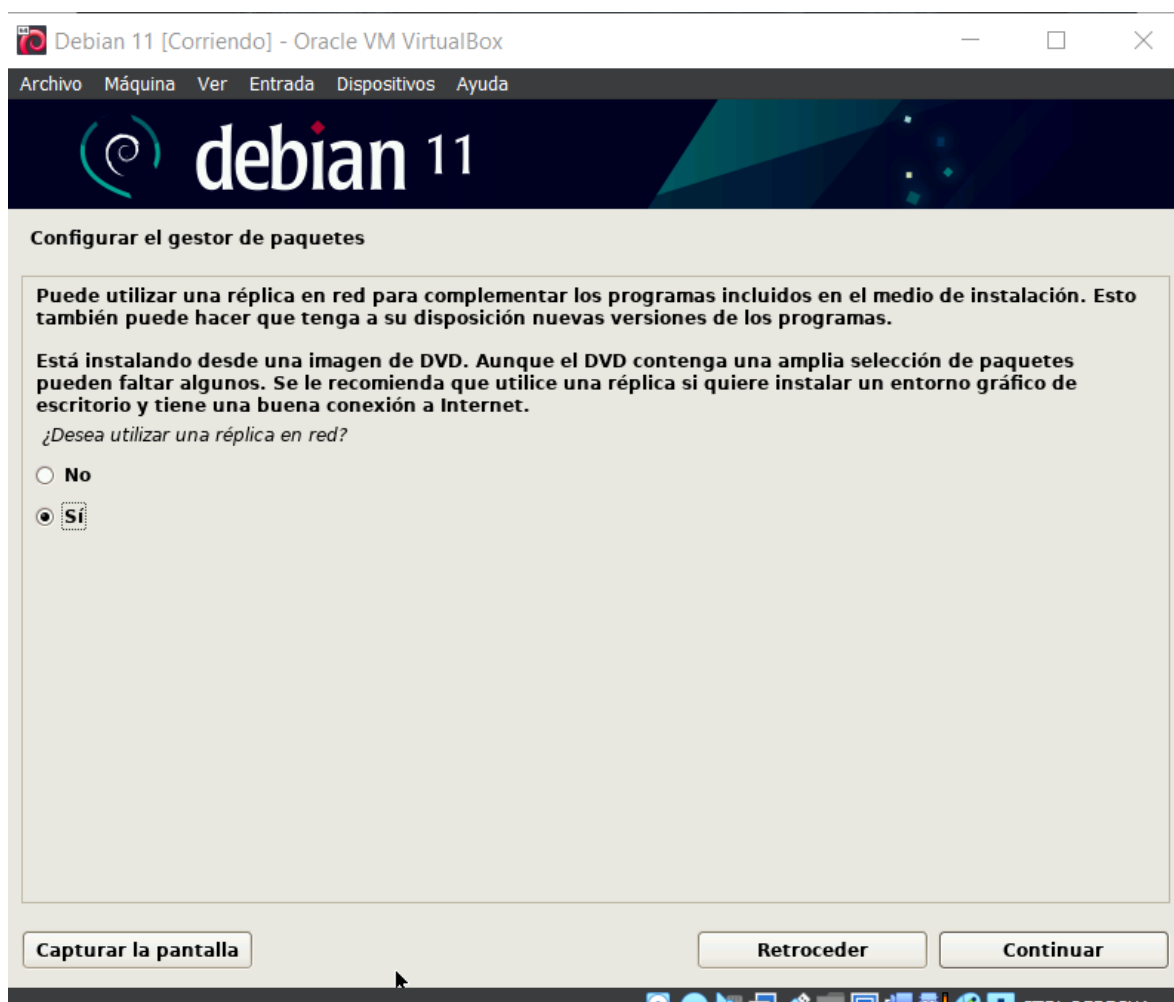 Debian 11 [Corriendo] - Oracle VM VirtualBox
Archivo Máquina Ver Entrada Dispositivos Ayuda
debian 11
Configurar el gestor de paquetes
Puede utilizar una réplica en red para complementar los programas incluidos en el medio de instalación. Esto
también puede hacer que tenga a su disposición nuevas versiones de los programas.
Está instalando desde una imagen de DVD. Aunque el DVD contenga una amplia selección de paquetes
pueden faltar algunos. Se le recomienda que utilice una réplica si quiere instalar un entorno gráfico de
escritorio y tiene una buena conexión a Internet.
¿Desea utilizar una réplica en red?
No
Sí
Capturar la pantalla Retroceder Continuar